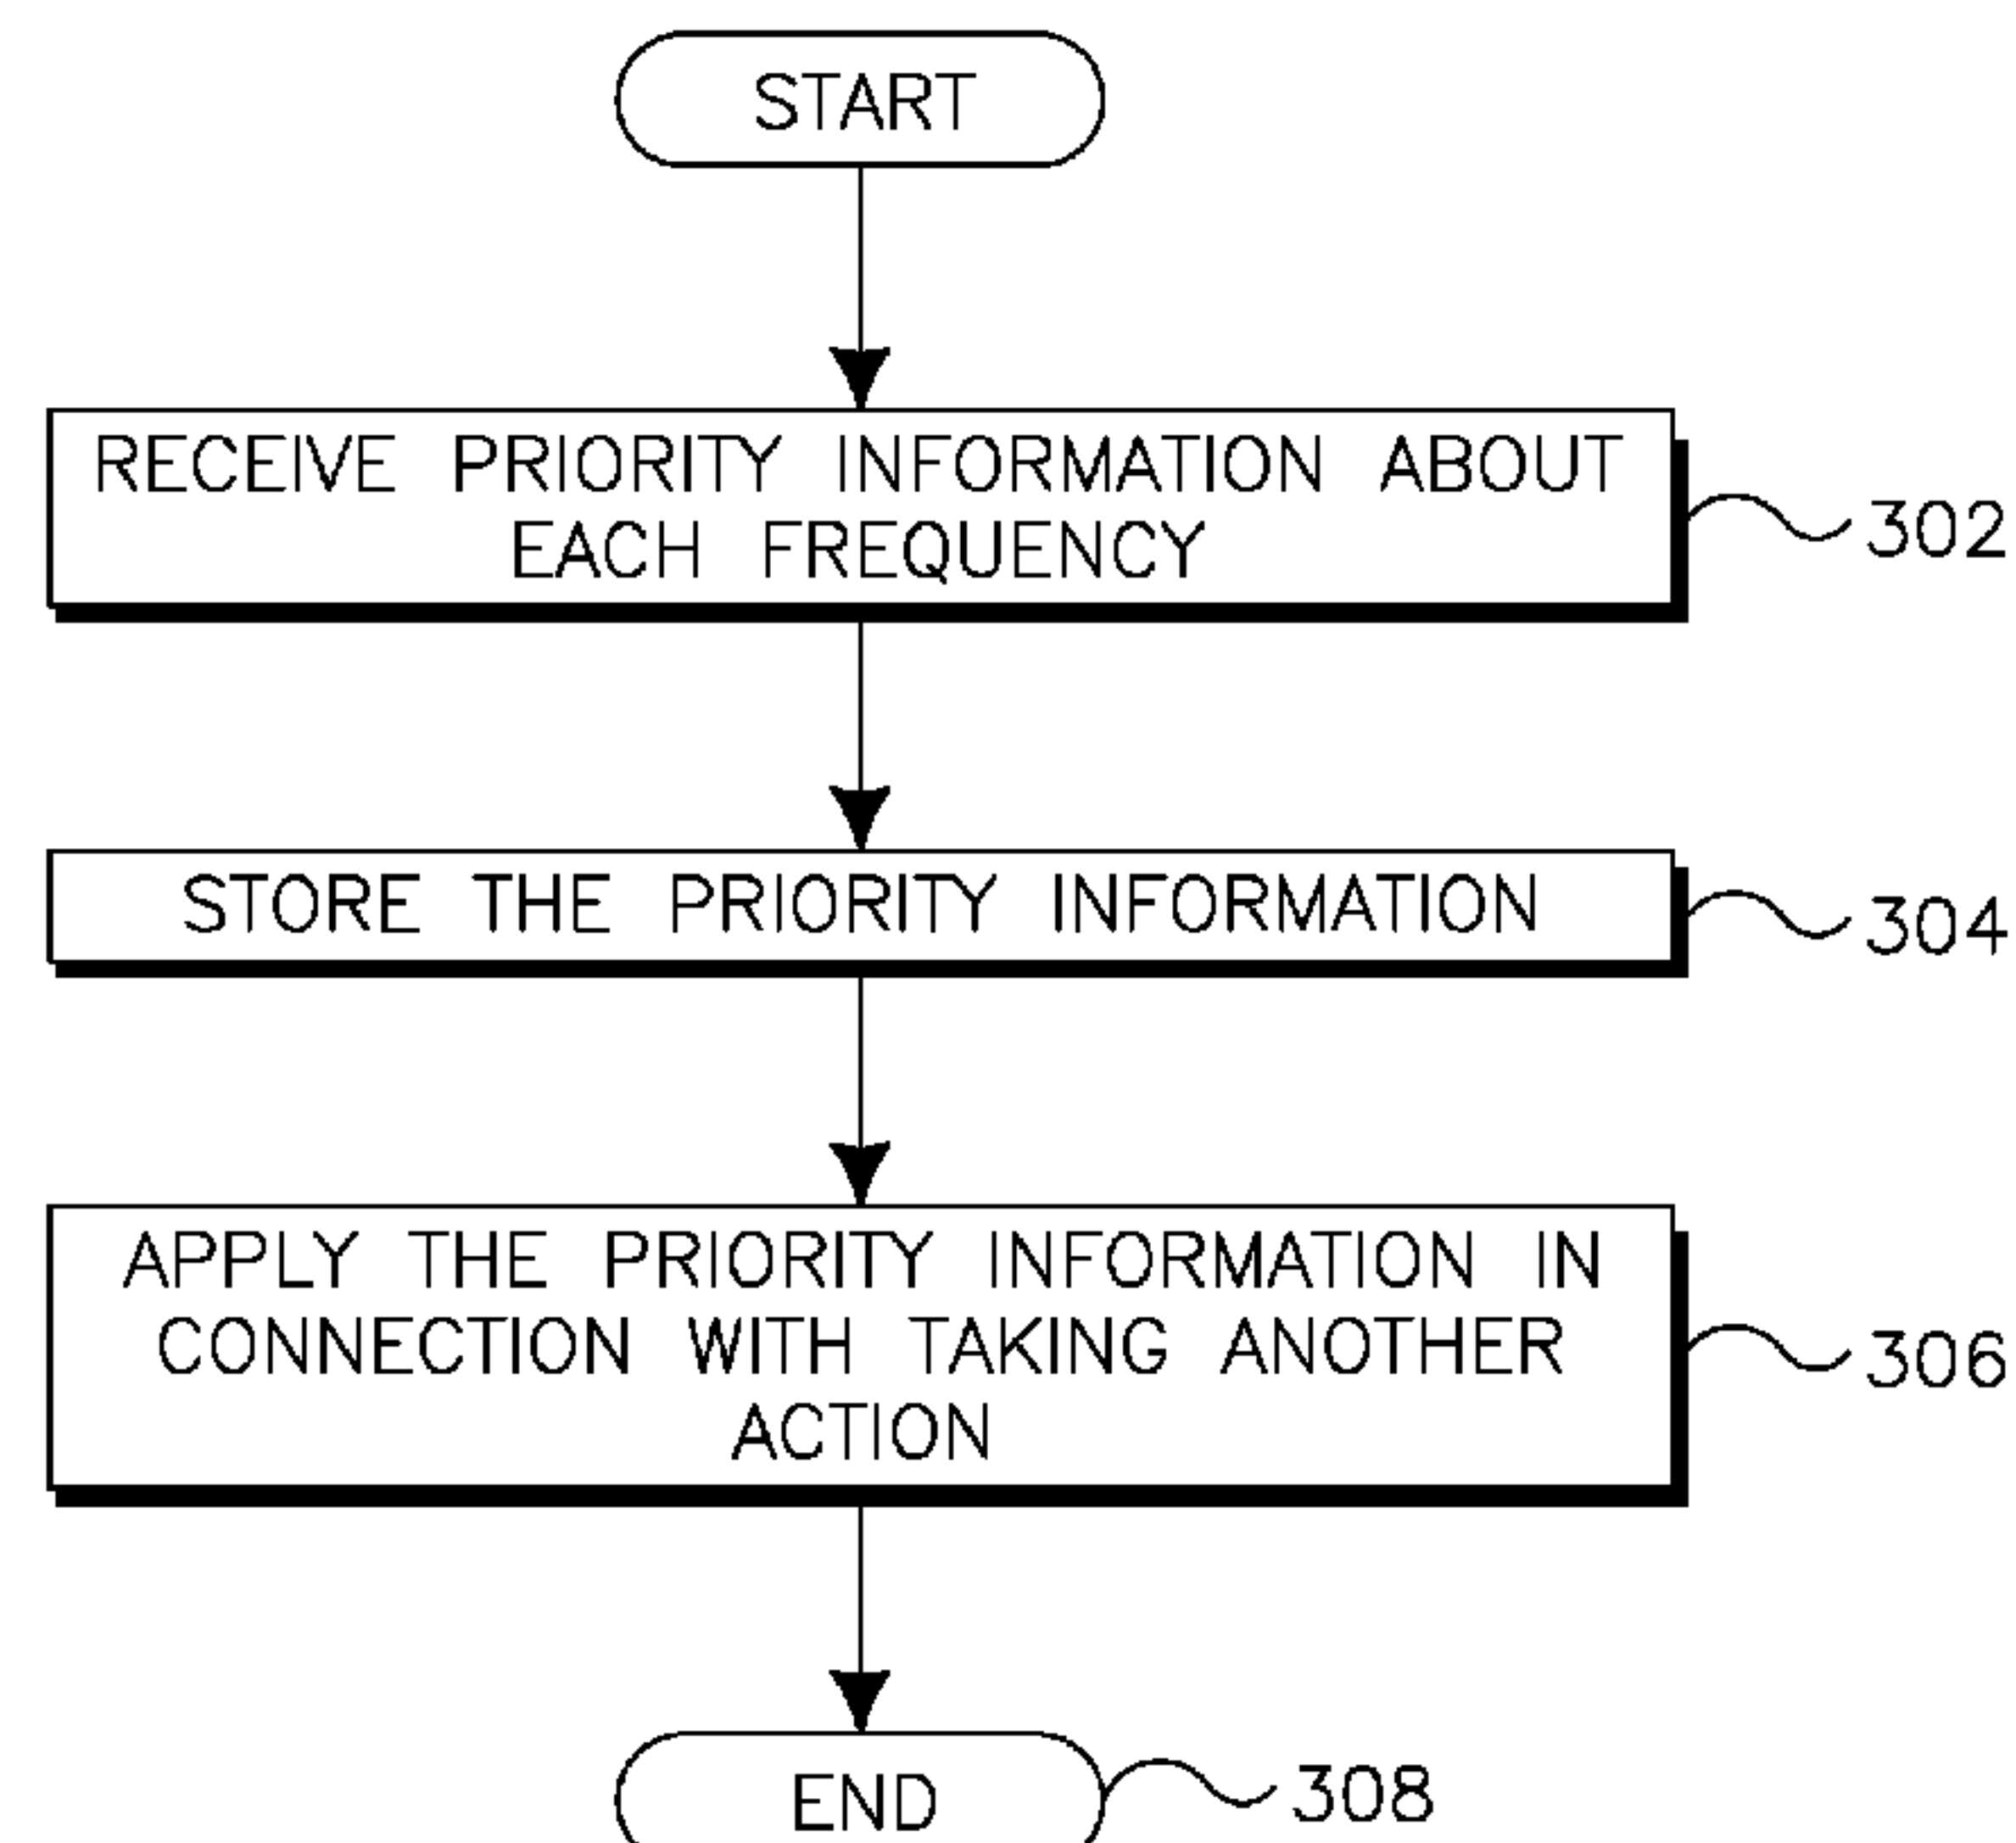 START
RECEIVE PRIORITY INFORMATION ABOUT
EACH FREQUENCY
302
STORE THE PRIORITY INFORMATION
304
APPLY THE PRIORITY INFORMATION IN
CONNECTION WITH TAKING ANOTHER
ACTION
306
END
308